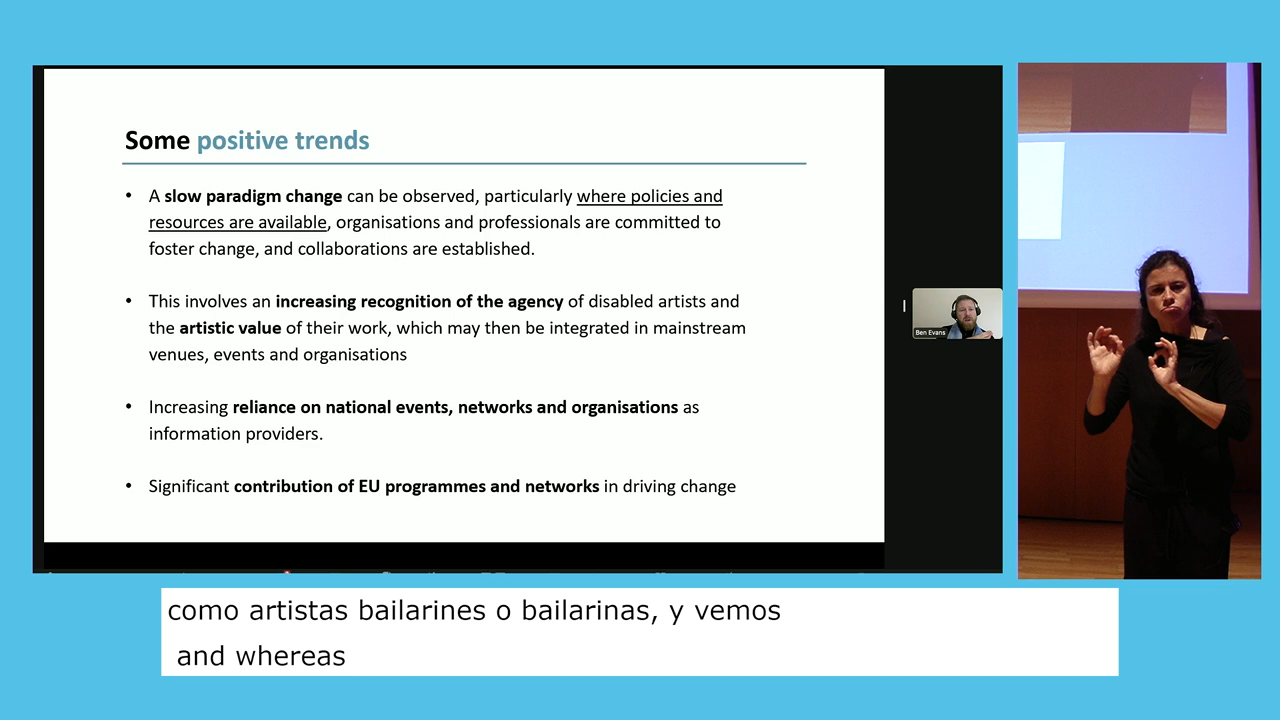 Some positive trends
• A slow paradigm change can be observed, particularly where policies and
resources are available, organisations and professionals are committed to
foster change, and collaborations are established.
• This involves an increasing recognition of the agency of disabled artists and
the artistic value of their work, which may then be integrated in mainstream
venues, events and organisations
• Increasing reliance on national events, networks and organisations as
information providers.
• Significant contribution of EU programmes and networks in driving change
Ben Evans
como artistas bailarines o bailarinas, y vemos
and whereas